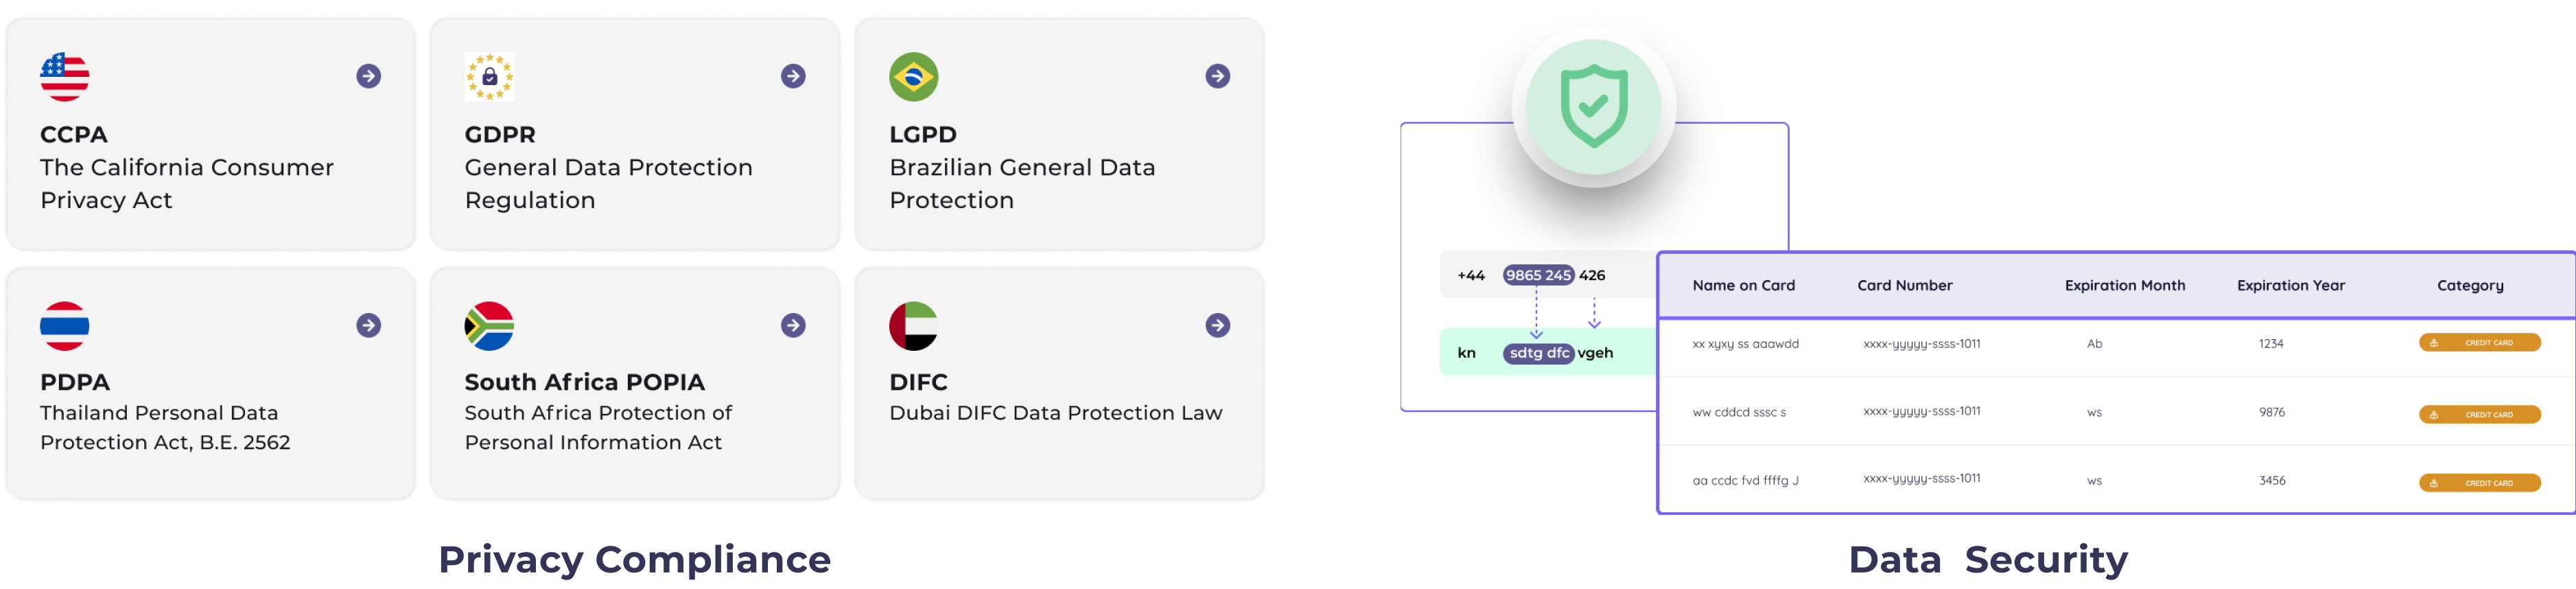 CCPA
The California Consumer
Privacy Act
GDPR
General Data Protection
Regulation
LGPD
Brazilian General Data
Protection
PDPA
Thailand Personal Data
Protection Act, B.E. 2562
South Africa POPIA
South Africa Protection of
Personal Information Act
DIFC
Dubai DIFC Data Protection Law
Privacy Compliance
+44 9865 245 426
kn sdtg dfc vgeh
Name on Card Card Number Expiration Month Expiration Year Category
xx xyxy ss aaawdd xxxx-yyyyy-ssss-1011 Ab 1234 CREDIT CARD
ww cddcd sssc s xxxx-yyyyy-ssss-1011 ws 9876 CREDIT CARD
aa ccdc fvd ffffg J xxxx-yyyyy-ssss-1011 ws 3456 CREDIT CARD
Data Security